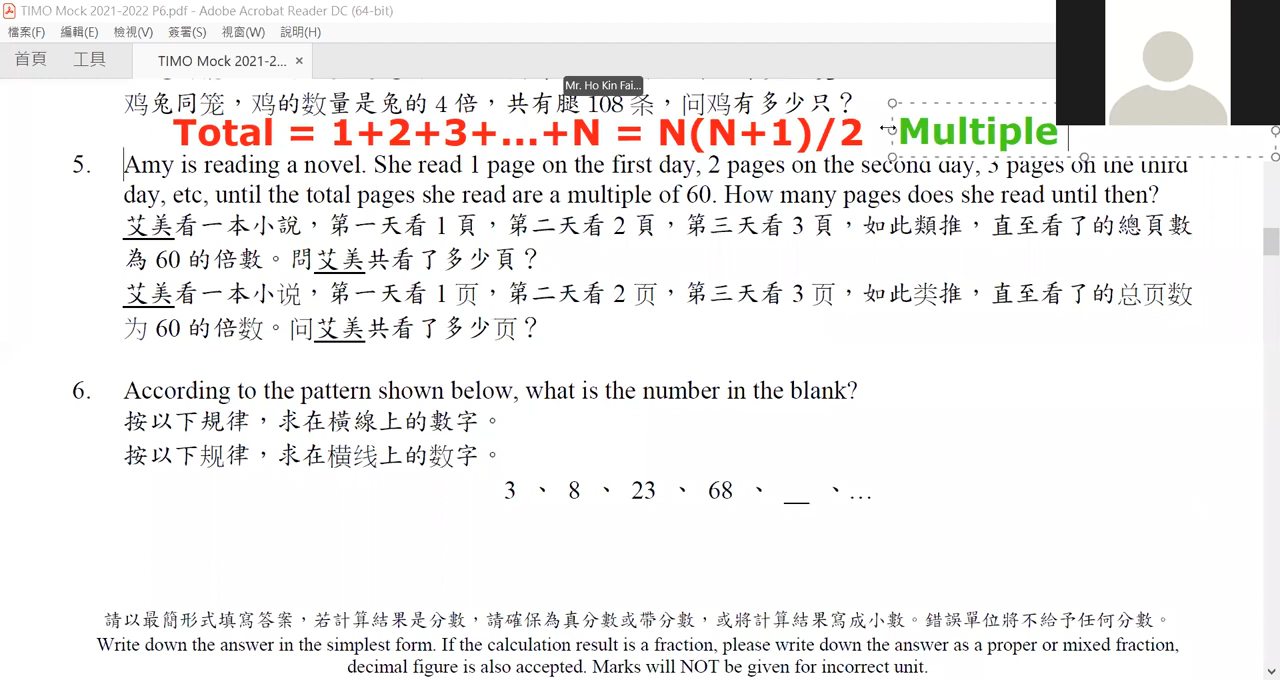 TIMO Mock 2021-2022 P6.pdf - Adobe Acrobat Reader DC (64-bit)
檔案(F) 編輯(E) 檢視(V) 簽署(S) 視窗(W) 說明(H)
首頁 工具 TIMO Mock 2021-2... ×
Mr. Ho Kin Fai...
鸡兔同笼，鸡的数量是兔的 4 倍，共有腿 108 条，问鸡有多少只？
Total = 1+2+3+...+N = N(N+1)/2 Multiple
5. Amy is reading a novel. She read 1 page on the first day, 2 pages on the second day, 3 pages on the third
day, etc, until the total pages she read are a multiple of 60. How many pages does she read until then?
艾美看一本小說，第一天看 1 頁，第二天看 2 頁，第三天看 3 頁，如此類推，直至看了的總頁數
為 60 的倍數。問艾美共看了多少頁？
艾美看一本小说，第一天看 1 页，第二天看 2 页，第三天看 3 页，如此类推，直至看了的总页数
为 60 的倍数。问艾美共看了多少页？
6. According to the pattern shown below, what is the number in the blank?
按以下規律，求在橫線上的數字。
按以下规律，求在横线上的数字。
3 、 8 、 23 、 68 、 __ 、…
請以最簡形式填寫答案，若計算結果是分數，請確保為真分數或帶分數，或將計算結果寫成小數。錯誤單位將不給予任何分數。
Write down the answer in the simplest form. If the calculation result is a fraction, please write down the answer as a proper or mixed fraction,
decimal figure is also accepted. Marks will NOT be given for incorrect unit.